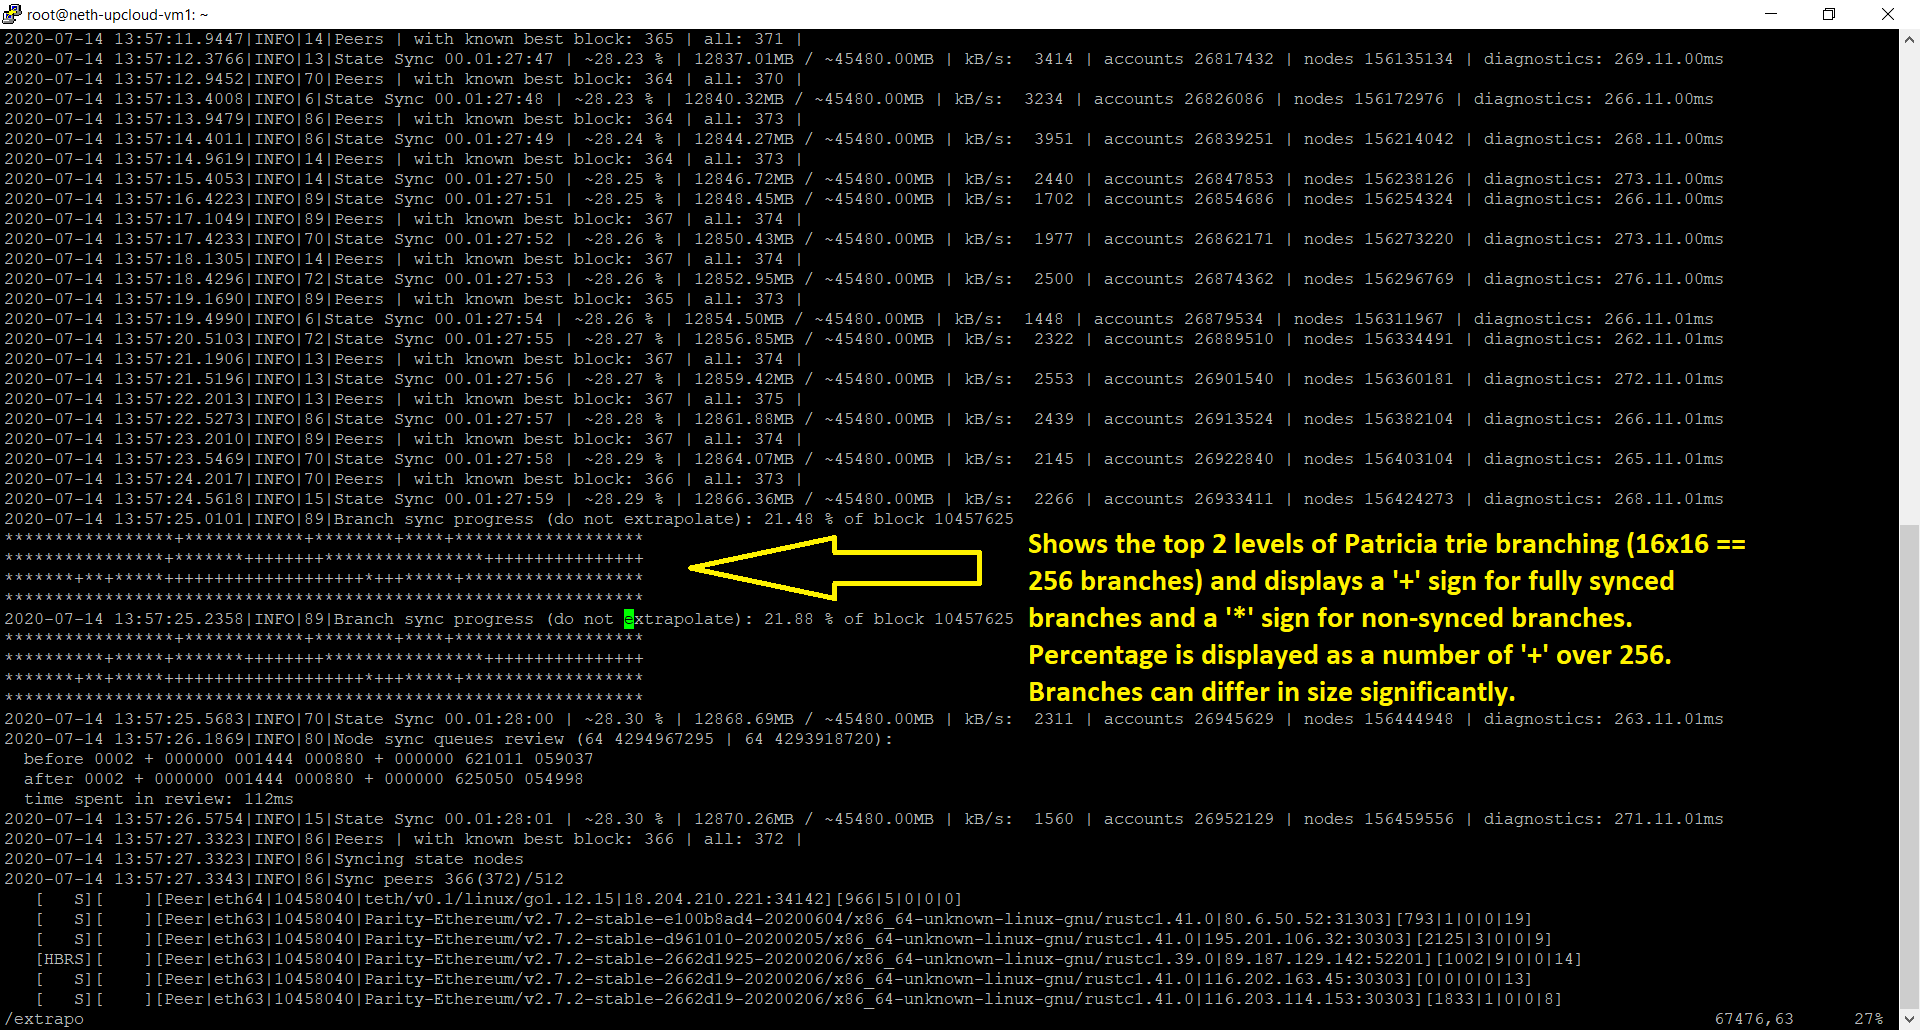 root@neth-upcloud-vm1: ~
2020-07-14 13:57:11.9447|INFO|14|Peers | with known best block: 365 | all: 371 |
2020-07-14 13:57:12.3766|INFO|13|State Sync 00.01:27:47 | ~28.23 % | 12837.01MB / ~45480.00MB | kB/s:  3414 | accounts 26817432 | nodes 156135134 | diagnostics: 269.11.00ms
2020-07-14 13:57:12.9452|INFO|70|Peers | with known best block: 364 | all: 370 |
2020-07-14 13:57:13.4008|INFO|6|State Sync 00.01:27:48 | ~28.23 % | 12840.32MB / ~45480.00MB | kB/s:  3234 | accounts 26826086 | nodes 156172976 | diagnostics: 266.11.00ms
2020-07-14 13:57:13.9479|INFO|86|Peers | with known best block: 364 | all: 373 |
2020-07-14 13:57:14.4011|INFO|86|State Sync 00.01:27:49 | ~28.24 % | 12844.27MB / ~45480.00MB | kB/s:  3951 | accounts 26839251 | nodes 156214042 | diagnostics: 268.11.00ms
2020-07-14 13:57:14.9619|INFO|14|Peers | with known best block: 364 | all: 373 |
2020-07-14 13:57:15.4053|INFO|14|State Sync 00.01:27:50 | ~28.25 % | 12846.72MB / ~45480.00MB | kB/s:  2440 | accounts 26847853 | nodes 156238126 | diagnostics: 273.11.00ms
2020-07-14 13:57:16.4223|INFO|89|State Sync 00.01:27:51 | ~28.25 % | 12848.45MB / ~45480.00MB | kB/s:  1702 | accounts 26854686 | nodes 156254324 | diagnostics: 266.11.00ms
2020-07-14 13:57:17.1049|INFO|89|Peers | with known best block: 367 | all: 374 |
2020-07-14 13:57:17.4233|INFO|70|State Sync 00.01:27:52 | ~28.26 % | 12850.43MB / ~45480.00MB | kB/s:  1977 | accounts 26862171 | nodes 156273220 | diagnostics: 273.11.00ms
2020-07-14 13:57:18.1305|INFO|14|Peers | with known best block: 367 | all: 374 |
2020-07-14 13:57:18.4296|INFO|72|State Sync 00.01:27:53 | ~28.26 % | 12852.95MB / ~45480.00MB | kB/s:  2500 | accounts 26874362 | nodes 156296769 | diagnostics: 276.11.00ms
2020-07-14 13:57:19.1690|INFO|89|Peers | with known best block: 365 | all: 373 |
2020-07-14 13:57:19.4990|INFO|6|State Sync 00.01:27:54 | ~28.26 % | 12854.50MB / ~45480.00MB | kB/s:  1448 | accounts 26879534 | nodes 156311967 | diagnostics: 266.11.01ms
2020-07-14 13:57:20.5103|INFO|72|State Sync 00.01:27:55 | ~28.27 % | 12856.85MB / ~45480.00MB | kB/s:  2322 | accounts 26889510 | nodes 156334491 | diagnostics: 262.11.01ms
2020-07-14 13:57:21.1906|INFO|13|Peers | with known best block: 367 | all: 374 |
2020-07-14 13:57:21.5196|INFO|13|State Sync 00.01:27:56 | ~28.27 % | 12859.42MB / ~45480.00MB | kB/s:  2553 | accounts 26901540 | nodes 156360181 | diagnostics: 272.11.01ms
2020-07-14 13:57:22.2013|INFO|13|Peers | with known best block: 367 | all: 375 |
2020-07-14 13:57:22.5273|INFO|86|State Sync 00.01:27:57 | ~28.28 % | 12861.88MB / ~45480.00MB | kB/s:  2439 | accounts 26913524 | nodes 156382104 | diagnostics: 266.11.01ms
2020-07-14 13:57:23.2010|INFO|89|Peers | with known best block: 367 | all: 374 |
2020-07-14 13:57:23.5469|INFO|70|State Sync 00.01:27:58 | ~28.29 % | 12864.07MB / ~45480.00MB | kB/s:  2145 | accounts 26922840 | nodes 156403104 | diagnostics: 265.11.01ms
2020-07-14 13:57:24.2017|INFO|70|Peers | with known best block: 366 | all: 373 |
2020-07-14 13:57:24.5618|INFO|15|State Sync 00.01:27:59 | ~28.29 % | 12866.36MB / ~45480.00MB | kB/s:  2266 | accounts 26933411 | nodes 156424273 | diagnostics: 268.11.01ms
2020-07-14 13:57:25.0101|INFO|89|Branch sync progress (do not extrapolate): 21.48 % of block 10457625
*****************+************+********+****+*******************
****************+*******++++++++****************++++++++++++++++
*******+**+*****++++++++++++++++++++*+++*****+******************
****************************************************************
Shows the top 2 levels of Patricia trie branching (16x16 ==
256 branches) and displays a '+' sign for fully synced
branches and a '*' sign for non-synced branches.
Percentage is displayed as a number of '+' over 256.
Branches can differ in size significantly.
2020-07-14 13:57:25.2358|INFO|89|Branch sync progress (do not extrapolate): 21.88 % of block 10457625
*****************+************+********+****+*******************
**********+*****+*******++++++++****************++++++++++++++++
*******+**+*****++++++++++++++++++++*+++*****+******************
****************************************************************
2020-07-14 13:57:25.5683|INFO|70|State Sync 00.01:28:00 | ~28.30 % | 12868.69MB / ~45480.00MB | kB/s:  2311 | accounts 26945629 | nodes 156444948 | diagnostics: 263.11.01ms
2020-07-14 13:57:26.1869|INFO|80|Node sync queues review (64 4294967295 | 64 4293918720):
  before 0002 + 000000 001444 000880 + 000000 621011 059037
  after 0002 + 000000 001444 000880 + 000000 625050 054998
  time spent in review: 112ms
2020-07-14 13:57:26.5754|INFO|15|State Sync 00.01:28:01 | ~28.30 % | 12870.26MB / ~45480.00MB | kB/s:  1560 | accounts 26952129 | nodes 156459556 | diagnostics: 271.11.01ms
2020-07-14 13:57:27.3323|INFO|86|Peers | with known best block: 366 | all: 372 |
2020-07-14 13:57:27.3323|INFO|86|Syncing state nodes
2020-07-14 13:57:27.3343|INFO|86|Sync peers 366(372)/512
   [   S][    ][Peer|eth64|10458040|teth/v0.1/linux/go1.12.15|18.204.210.221:34142][966|5|0|0|0]
   [   S][    ][Peer|eth63|10458040|Parity-Ethereum/v2.7.2-stable-e100b8ad4-20200604/x86_64-unknown-linux-gnu/rustc1.41.0|80.6.50.52:31303][793|1|0|0|19]
   [   S][    ][Peer|eth63|10458040|Parity-Ethereum/v2.7.2-stable-d961010-20200205/x86_64-unknown-linux-gnu/rustc1.41.0|195.201.106.32:30303][2125|3|0|0|9]
   [HBRS][    ][Peer|eth63|10458040|Parity-Ethereum/v2.7.2-stable-2662d1925-20200206/x86_64-unknown-linux-gnu/rustc1.39.0|89.187.129.142:52201][1002|9|0|0|14]
   [   S][    ][Peer|eth63|10458040|Parity-Ethereum/v2.7.2-stable-2662d19-20200206/x86_64-unknown-linux-gnu/rustc1.41.0|116.202.163.45:30303][0|0|0|0|13]
   [   S][    ][Peer|eth63|10458040|Parity-Ethereum/v2.7.2-stable-2662d19-20200206/x86_64-unknown-linux-gnu/rustc1.41.0|116.203.114.153:30303][1833|1|0|0|8]
/extrapo 67476,63 27%